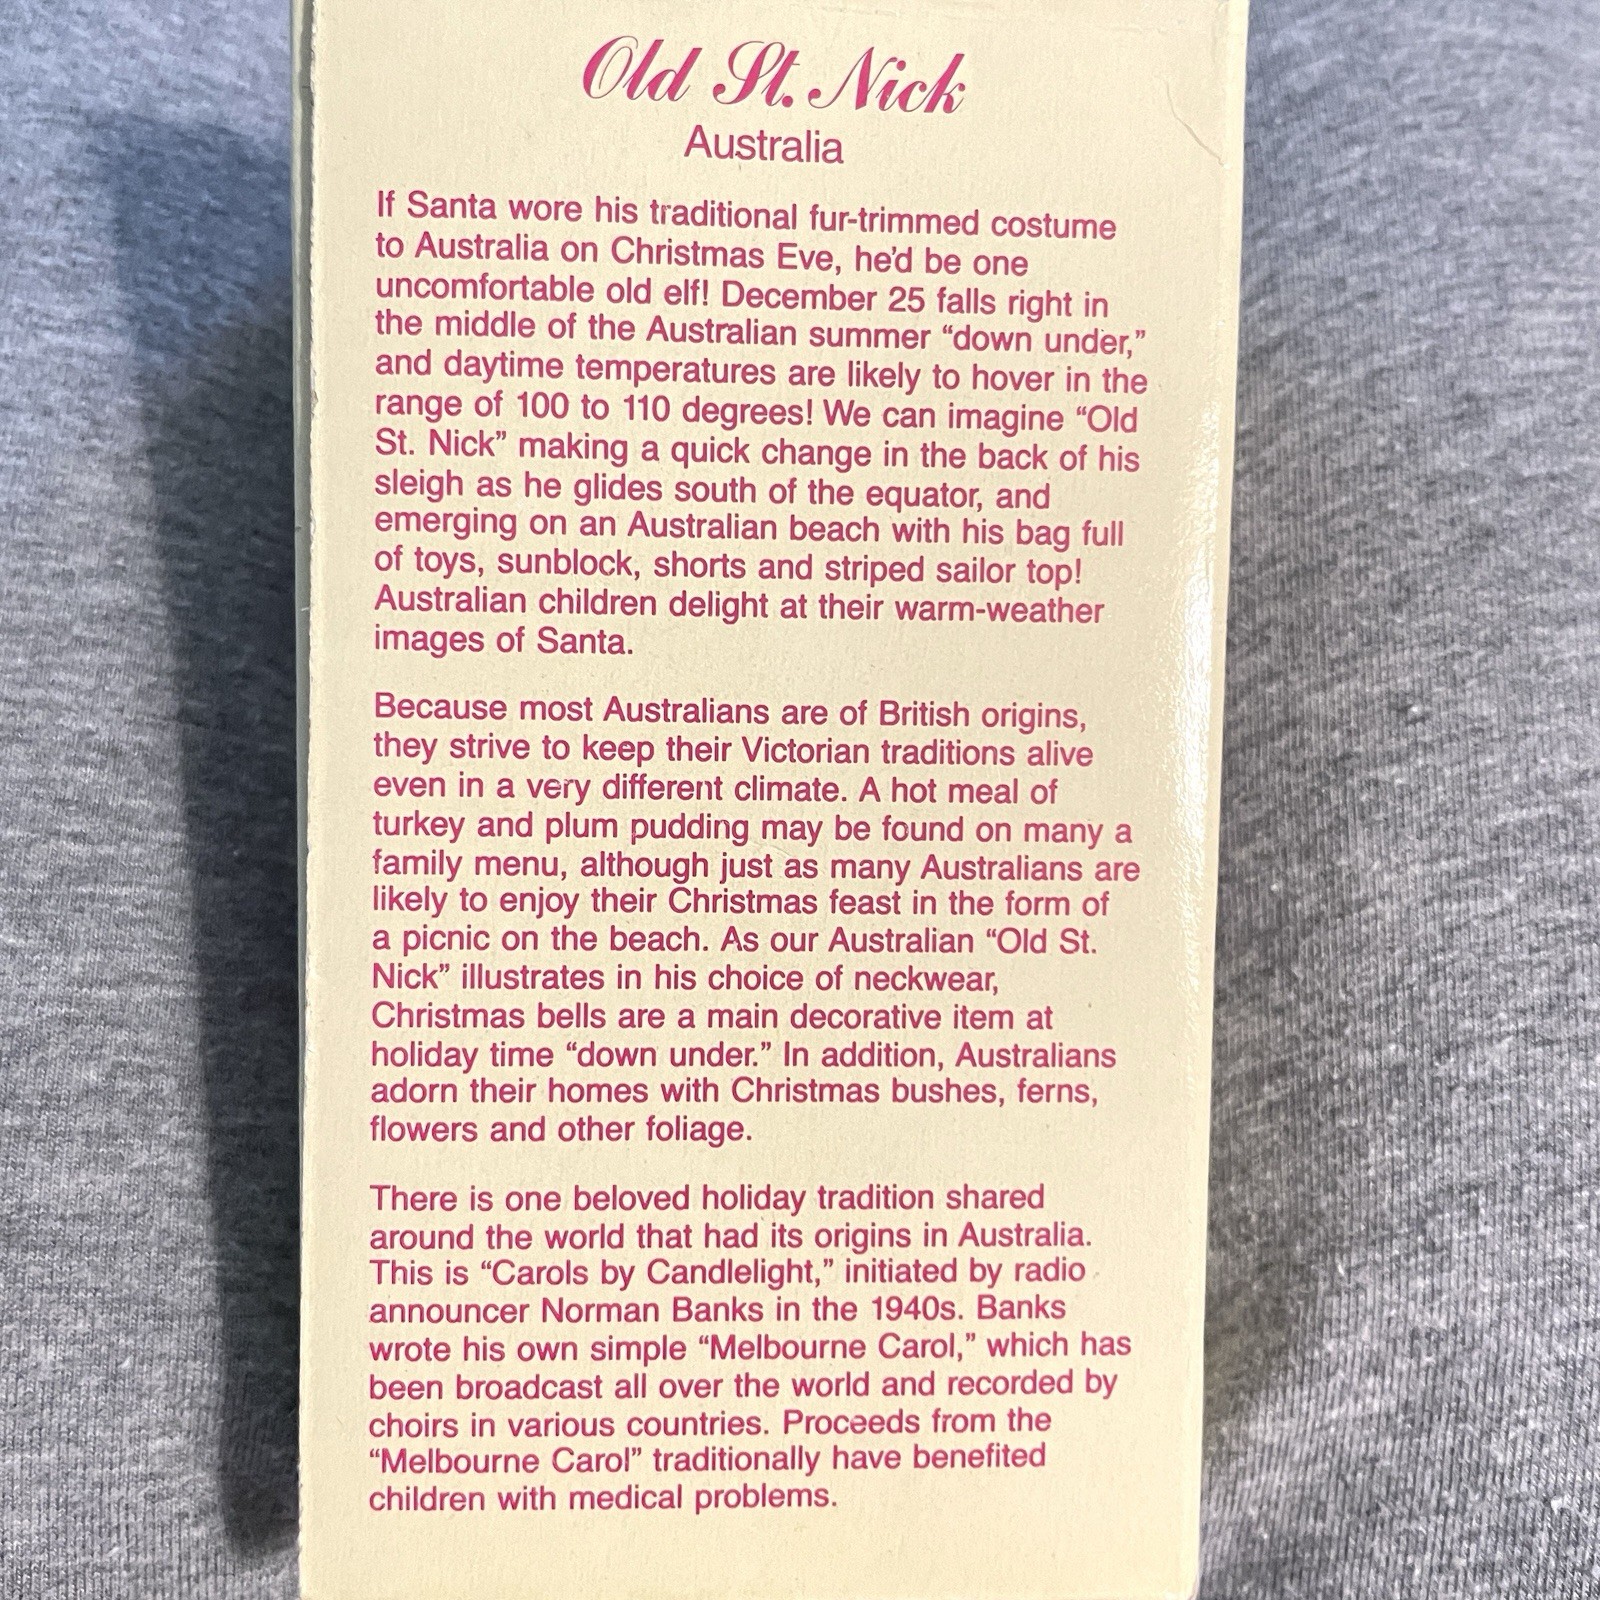 Old St. Nick
Australia
If Santa wore his traditional fur-trimmed costume
to Australia on Christmas Eve, he'd be one
uncomfortable old elf! December 25 falls right in
the middle of the Australian summer “down under,”
and daytime temperatures are likely to hover in the
range of 100 to 110 degrees! We can imagine “Old
St. Nick” making a quick change in the back of his
sleigh as he glides south of the equator, and
emerging on an Australian beach with his bag full
of toys, sunblock, shorts and striped sailor top!
Australian children delight at their warm-weather
images of Santa.
Because most Australians are of British origins,
they strive to keep their Victorian traditions alive
even in a very different climate. A hot meal of
turkey and plum pudding may be found on many a
family menu, although just as many Australians are
likely to enjoy their Christmas feast in the form of
a picnic on the beach. As our Australian “Old St.
Nick” illustrates in his choice of neckwear,
Christmas bells are a main decorative item at
holiday time “down under.” In addition, Australians
adorn their homes with Christmas bushes, ferns,
flowers and other foliage.
There is one beloved holiday tradition shared
around the world that had its origins in Australia.
This is “Carols by Candlelight,” initiated by radio
announcer Norman Banks in the 1940s. Banks
wrote his own simple “Melbourne Carol,” which has
been broadcast all over the world and recorded by
choirs in various countries. Proceeds from the
“Melbourne Carol” traditionally have benefited
children with medical problems.